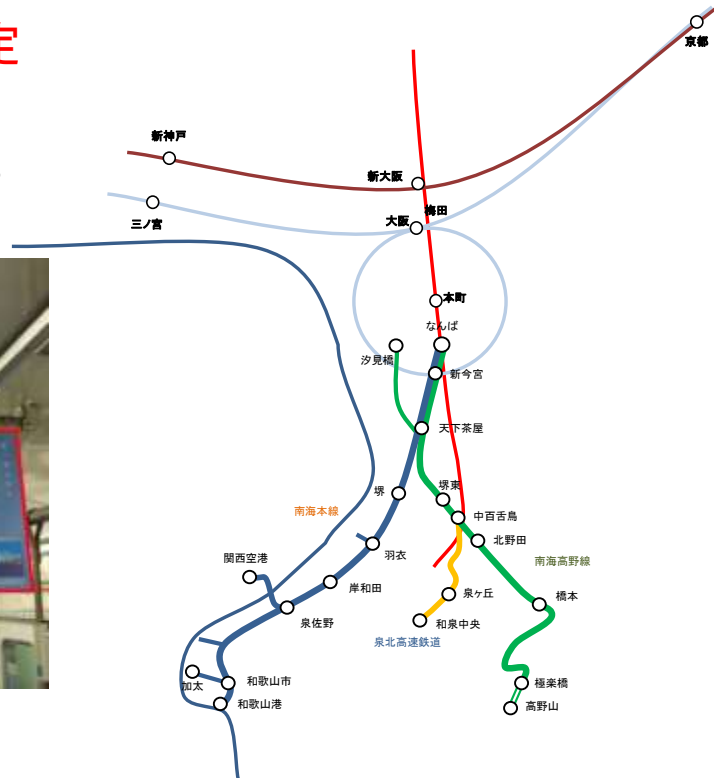 定
京都
新神戸
新大阪
三ノ宮
大阪
梅田
本町
なんば
汐見橋
新今宮
天下茶屋
堺
堺東
南海本線
中百舌鳥
羽衣
北野田
関西空港
南海高野線
岸和田
泉ヶ丘
橋本
泉佐野
和泉中央
泉北高速鉄道
加太
和歌山市
極楽橋
和歌山港
高野山